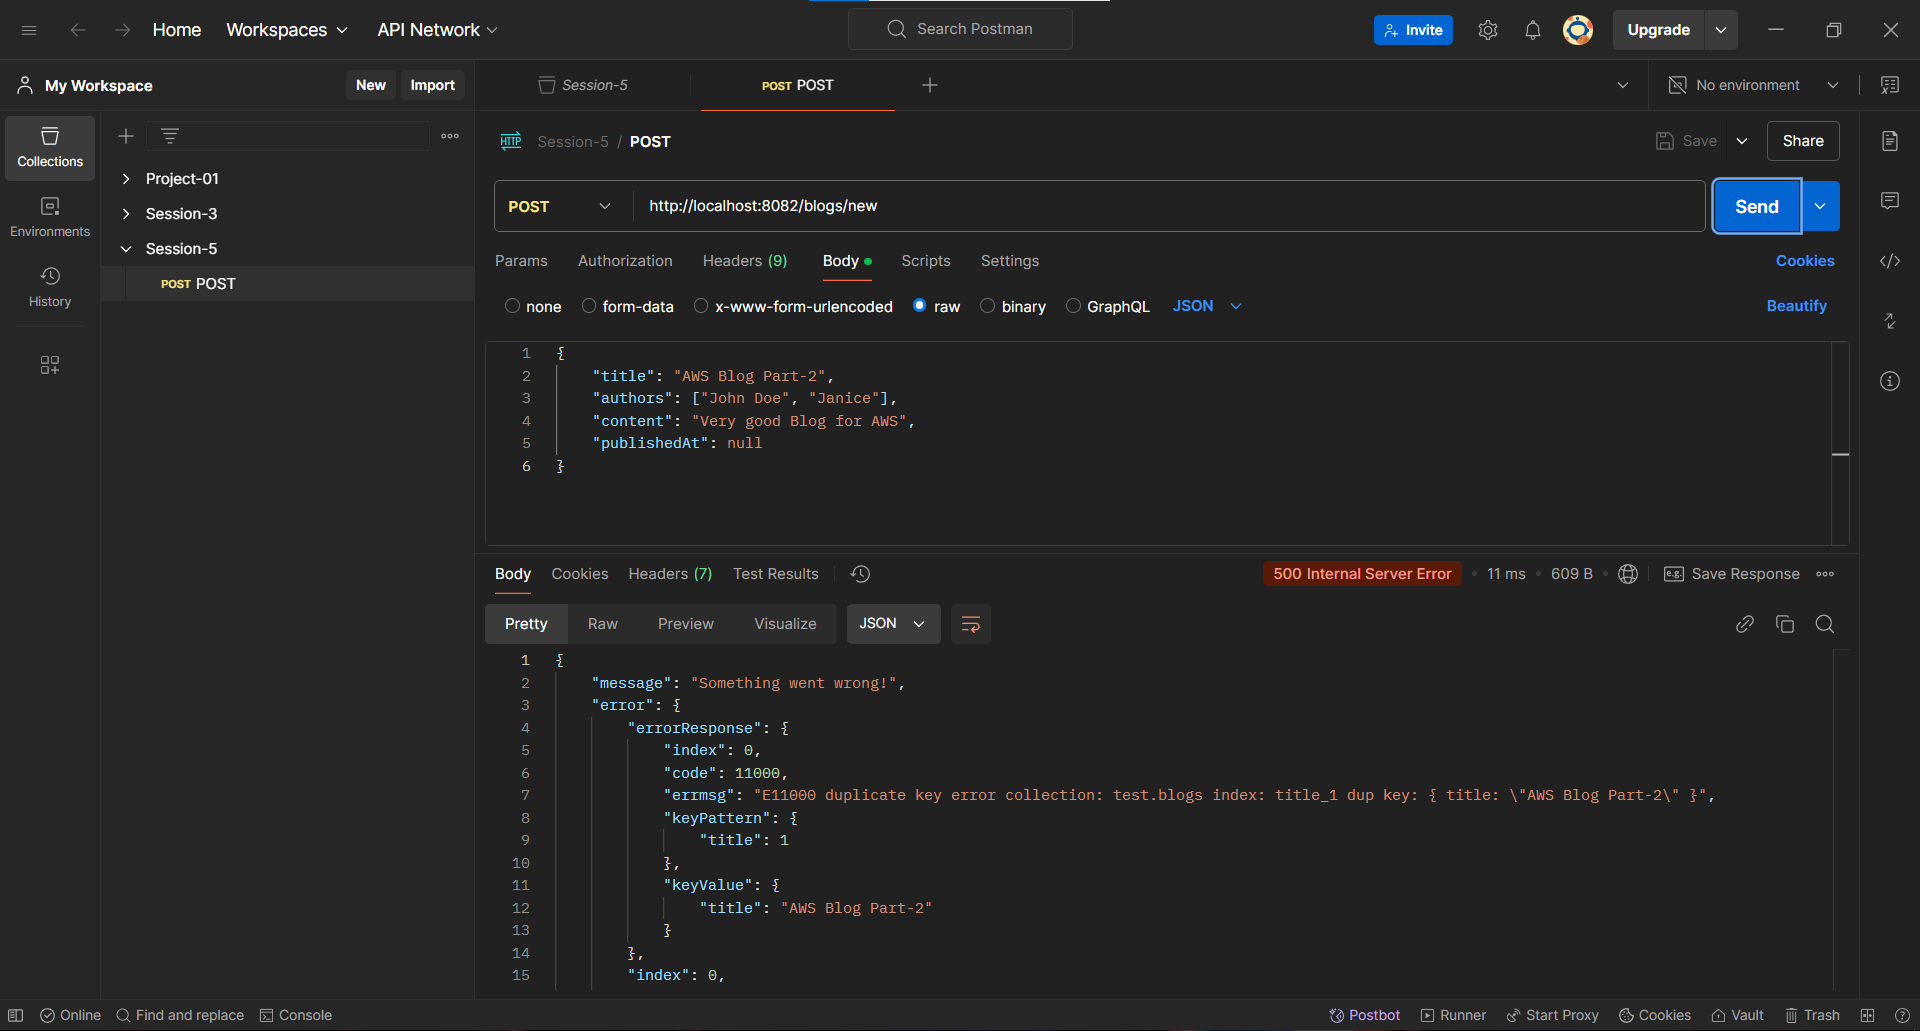 Home Workspaces API Network Search Postman Invite Upgrade
My Workspace New Import Session-5 POST POST No environment
Collections
Environments
History
Project-01
Session-3
Session-5
POST POST
HTTP Session-5 / POST Save Share
POST http://localhost:8082/blogs/new Send
Params Authorization Headers (9) Body Scripts Settings Cookies
none form-data x-www-form-urlencoded raw binary GraphQL JSON Beautify
1 {
2 "title": "AWS Blog Part-2",
3 "authors": ["John Doe", "Janice"],
4 "content": "Very good Blog for AWS",
5 "publishedAt": null
6 }
Body Cookies Headers (7) Test Results 500 Internal Server Error • 11 ms • 609 B • e.g. Save Response
Pretty Raw Preview Visualize JSON
1 {
2 "message": "Something went wrong!",
3 "error": {
4 "errorResponse": {
5 "index": 0,
6 "code": 11000,
7 "errmsg": "E11000 duplicate key error collection: test.blogs index: title_1 dup key: { title: \"AWS Blog Part-2\" }",
8 "keyPattern": {
9 "title": 1
10 },
11 "keyValue": {
12 "title": "AWS Blog Part-2"
13 }
14 },
15 "index": 0,
Online Find and replace Console Postbot Runner Start Proxy Cookies Vault Trash